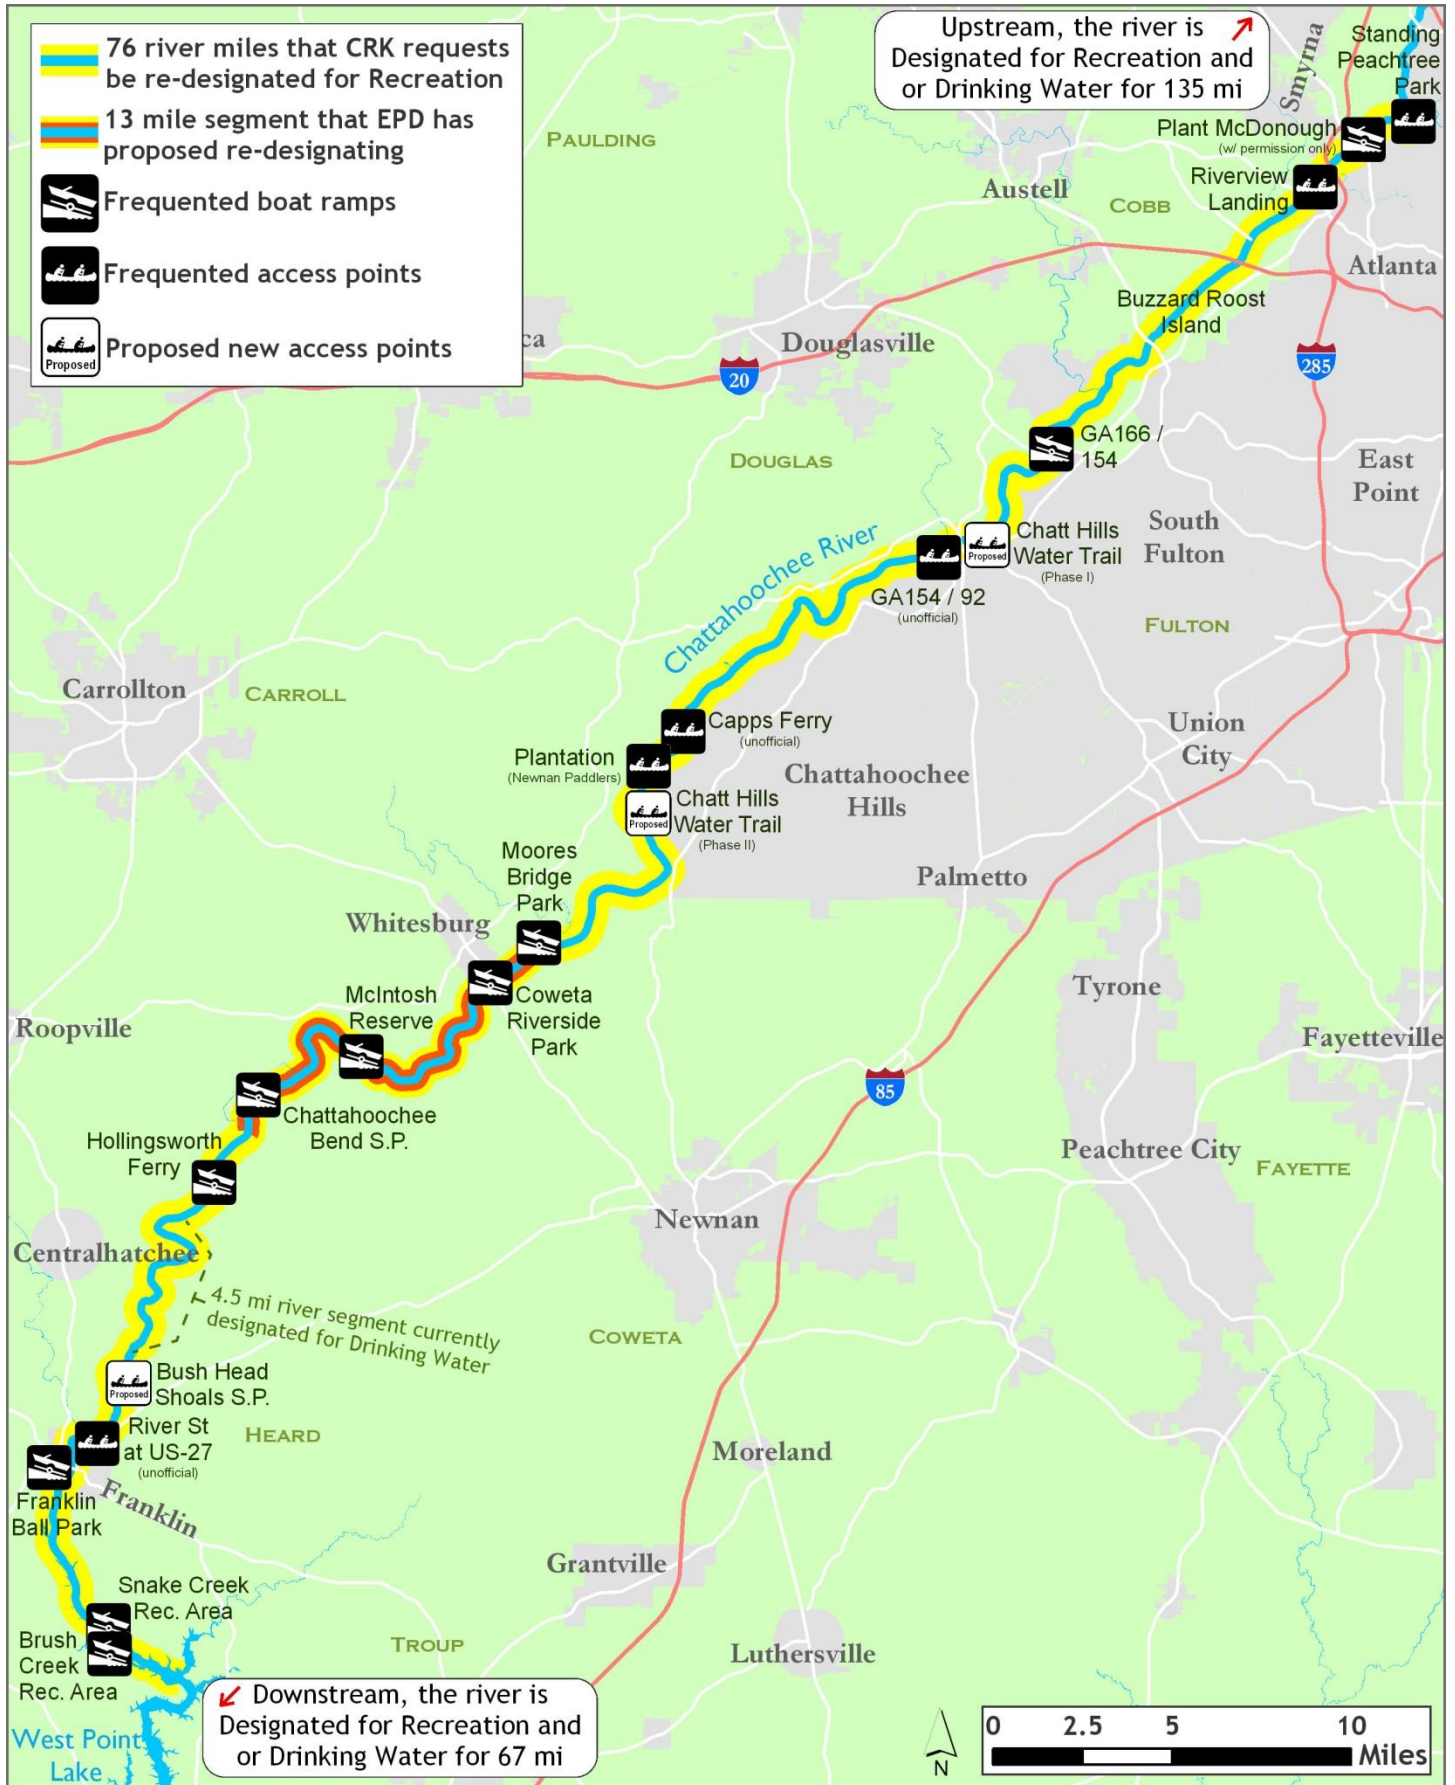 76 river miles that CRK requests
be re-designated for Recreation
13 mile segment that EPD has
proposed re-designating
Frequented boat ramps
Frequented access points
Proposed
Proposed new access points
Upstream, the river is
Designated for Recreation and
or Drinking Water for 135 mi
Smyrna
Standing
Peachtree
Park
Plant McDonough
(w/ permission only)
Riverview
Landing
PAULDING
Austell
COBB
Atlanta
Buzzard Roost
Island
ca
Douglasville
20
285
DOUGLAS
GA166 /
154
East
Point
South
Fulton
Chattahoochee River
Proposed
Chatt Hills
Water Trail
(Phase I)
GA154 / 92
(unofficial)
FULTON
Carrollton
CARROLL
Capps Ferry
(unofficial)
Union
City
Plantation
(Newnan Paddlers)
Chattahoochee
Hills
Proposed
Chatt Hills
Water Trail
(Phase II)
Moores
Bridge
Park
Palmetto
Whitesburg
Tyrone
McIntosh
Reserve
Coweta
Riverside
Park
Roopville
Fayetteville
85
Chattahoochee
Bend S.P.
Hollingsworth
Ferry
Peachtree City
FAYETTE
Newnan
Centralhatchee
4.5 mi river segment currently
designated for Drinking Water
COWETA
Proposed
Bush Head
Shoals S.P.
River St
at US-27
(unofficial)
HEARD
Moreland
Franklin
Ball Park
Franklin
Grantville
Snake Creek
Rec. Area
Brush
Creek
Rec. Area
TROUP
Luthersville
Downstream, the river is
Designated for Recreation and
or Drinking Water for 67 mi
West Point
Lake
N
0 2.5 5 10
Miles